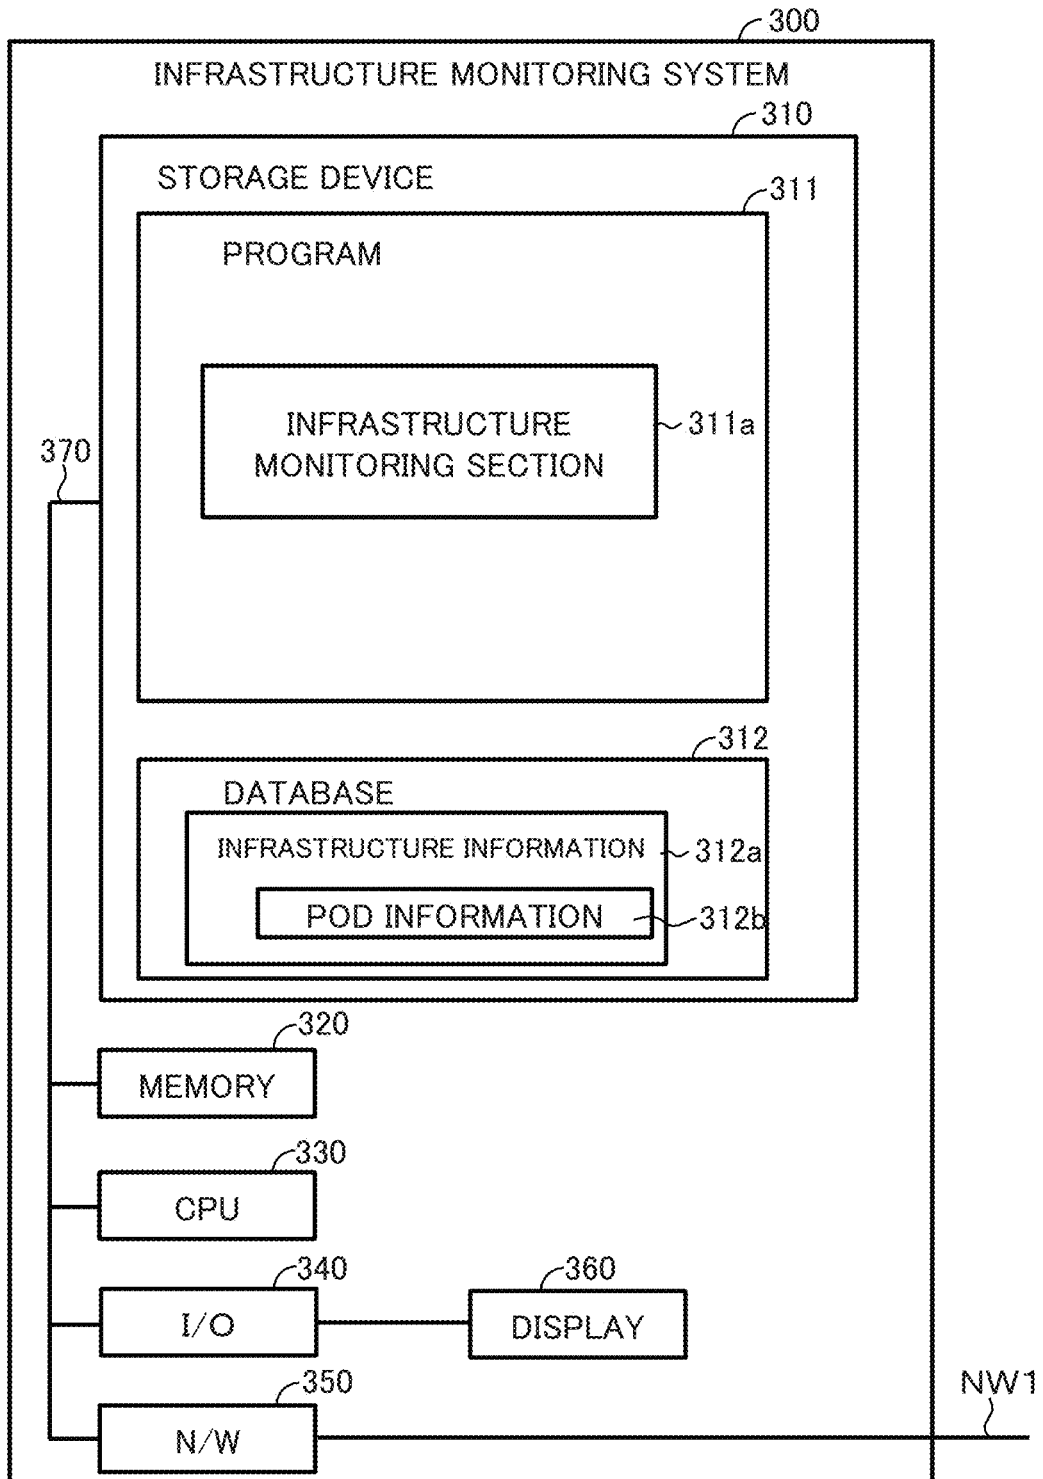 300
INFRASTRUCTURE MONITORING SYSTEM
310
STORAGE DEVICE
311
PROGRAM
INFRASTRUCTURE
MONITORING SECTION
311a
370
312
DATABASE
INFRASTRUCTURE INFORMATION
312a
POD INFORMATION
312b
320
MEMORY
330
CPU
340
I/O
360
DISPLAY
350
N/W
NW1